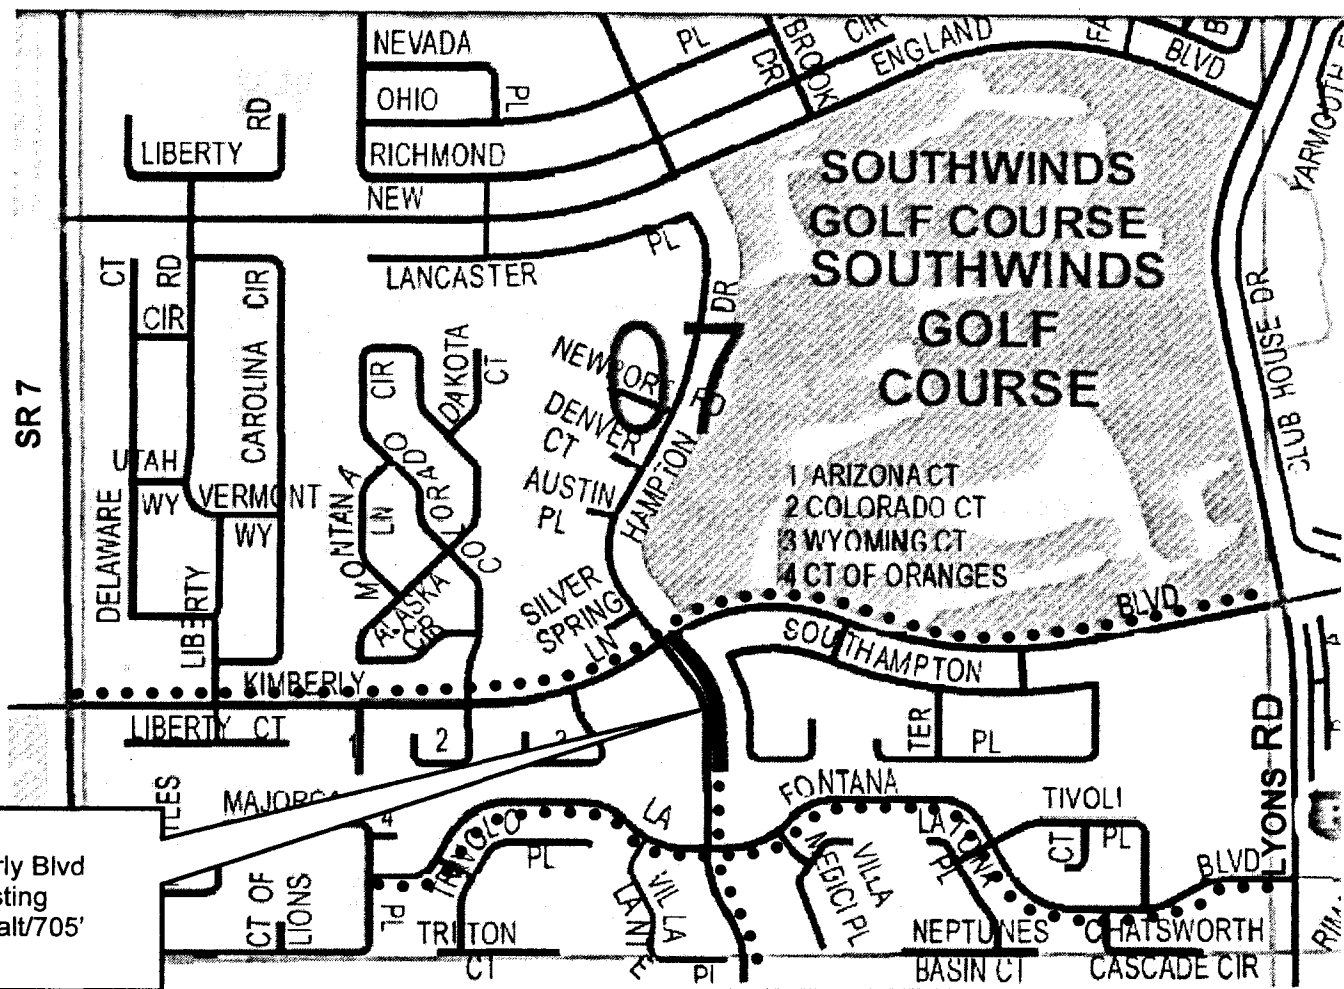 NEVADA
PL
OHIO
RICHMOND
NEW
PL
DR
BROOK
CIR
ENGLAND
BLVD
RD
LIBERTY
SOUTHWINDS
GOLF COURSE
SOUTHWINDS
GOLF
COURSE
YARMOUTH
PL
LANCASTER
DR
CT
RD
CIR
CIR
CAROLINA
SR 7
CLUB HOUSE DR
CIR
DAKOTA
CT
NEWPORT
RD
DENVER
CT
AUSTIN
PL
HAMPTON
UTAH
WY
VERMONT
WY
DELAWARE
LIBERTY
MONTANA
LN
COLORADO
ALASKA
CIR
1 ARIZONA CT
2 COLORADO CT
3 WYOMING CT
4 CT OF ORANGES
SILVER
SPRING
LN
BLVD
SOUTHAMPTON
KIMBERLY
LIBERTY CT
1
2
3
TER
PL
LYONS RD
MAJORCA
4
LA
FONTANA
TIVOLI
CT
PL
BLVD
PL
PL
CT OF
LIONS
TRITON
CT
VILLA
LANTE
PL
VILLA
MEDICI PL
PL
NEPTUNES
BASIN CT
CHATSWORTH
CASCADE CIR
rly Blvd
sting
alt/705'